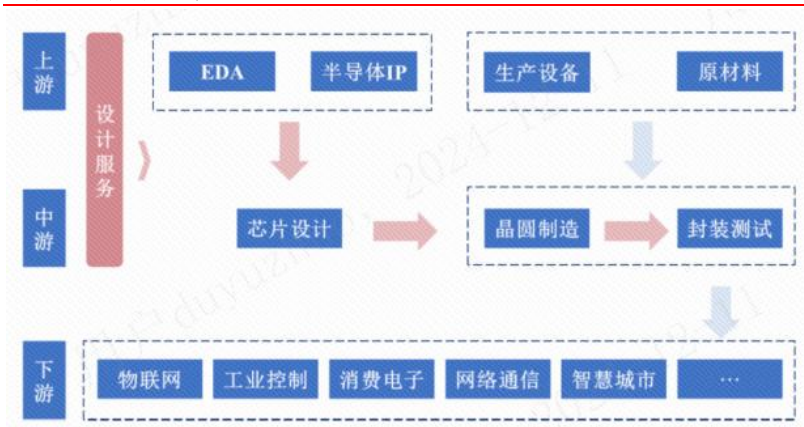 上游
EDA
半导体IP
生产设备
原材料
设计服务
中游
芯片设计
晶圆制造
封装测试
下游
物联网
工业控制
消费电子
网络通信
智慧城市
…